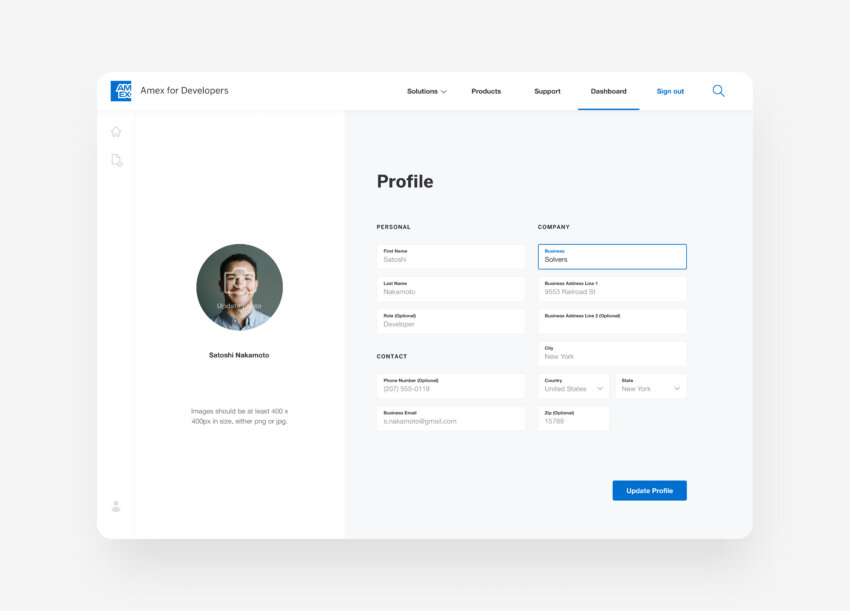 AM
EX
Amex for Developers
Solutions
Products
Support
Dashboard
Sign out
Update Photo
Satoshi Nakamoto
Images should be at least 400 x
400px in size, either png or jpg.
Profile
PERSONAL
First Name
Satoshi
Last Name
Nakamoto
Role (Optional)
Developer
CONTACT
Phone Number (Optional)
(207) 555-0119
Business Email
s.nakamoto@gmail.com
COMPANY
Business
Solvers
Business Address Line 1
9553 Railroad St
Business Address Line 2 (Optional)
City
New York
Country
United States
State
New York
Zip (Optional)
15789
Update Profile